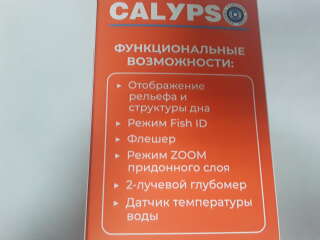 CALYPSO
ФУНКЦИОНАЛЬНЫЕ
ВОЗМОЖНОСТИ:
▸ Отображение
рельефа и
структуры дна
▸ Режим Fish ID
▸ Флешер
▸ Режим ZOOM
придонного слоя
▸ 2-лучевой глубомер
▸ Датчик температуры
воды